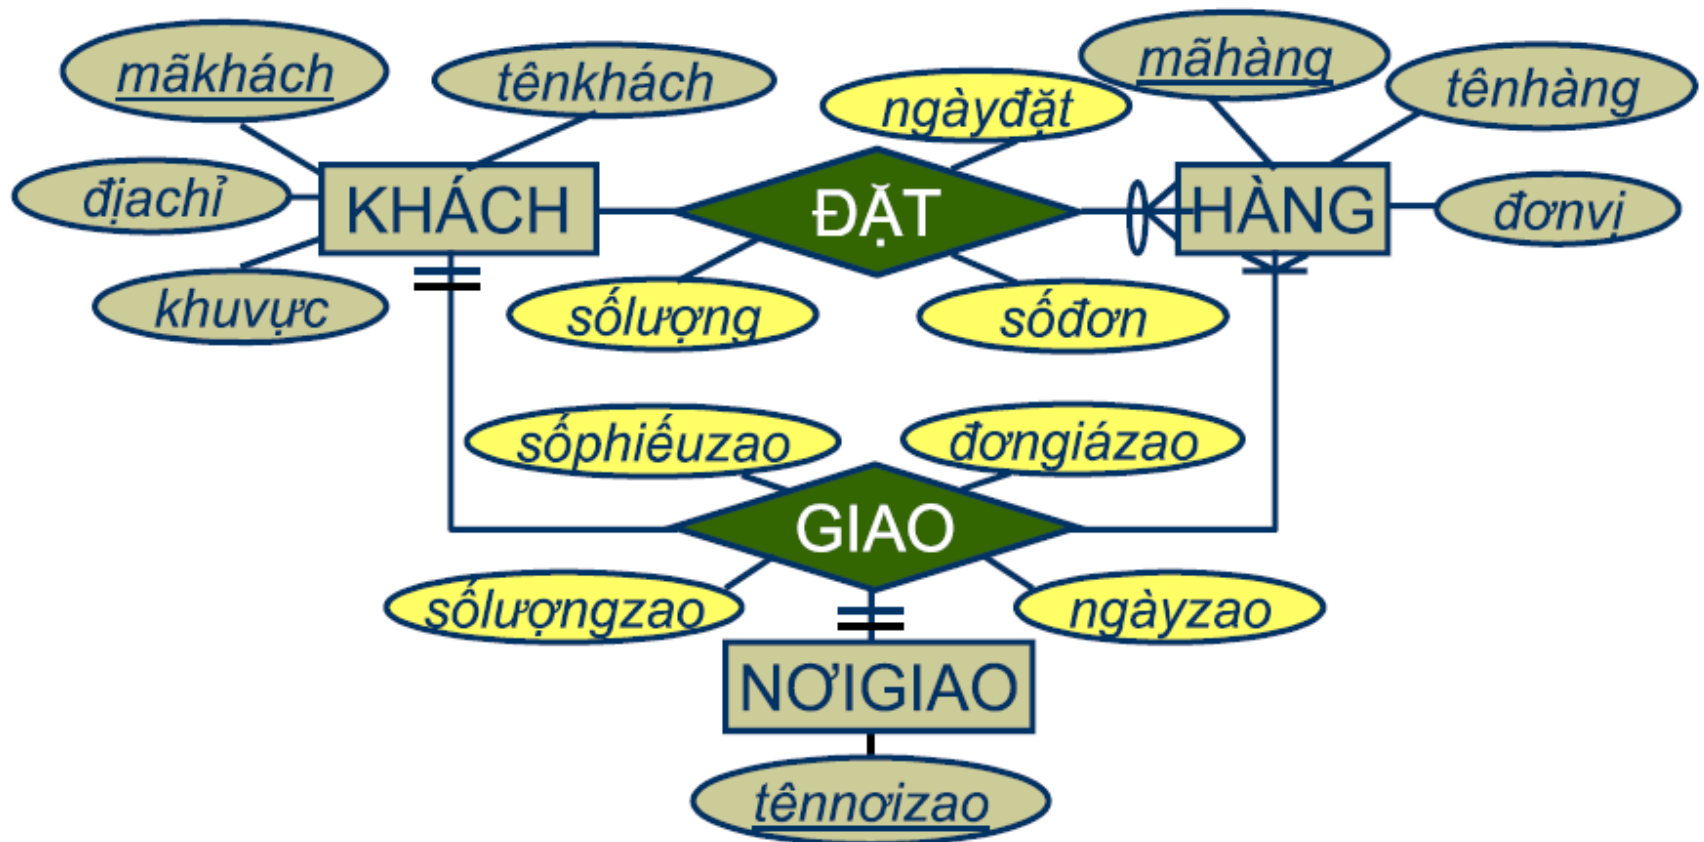 mãkhách
tênkhách
ngàyđặt
mãhàng
tênhàng
địachỉ
KHÁCH
ĐẶT
HÀNG
đơnvị
khuvực
sốlượng
sốđơn
sốphiếuzao
đơngiázao
GIAO
sốlượngzao
ngàyzao
NƠIGIAO
tênnơizao